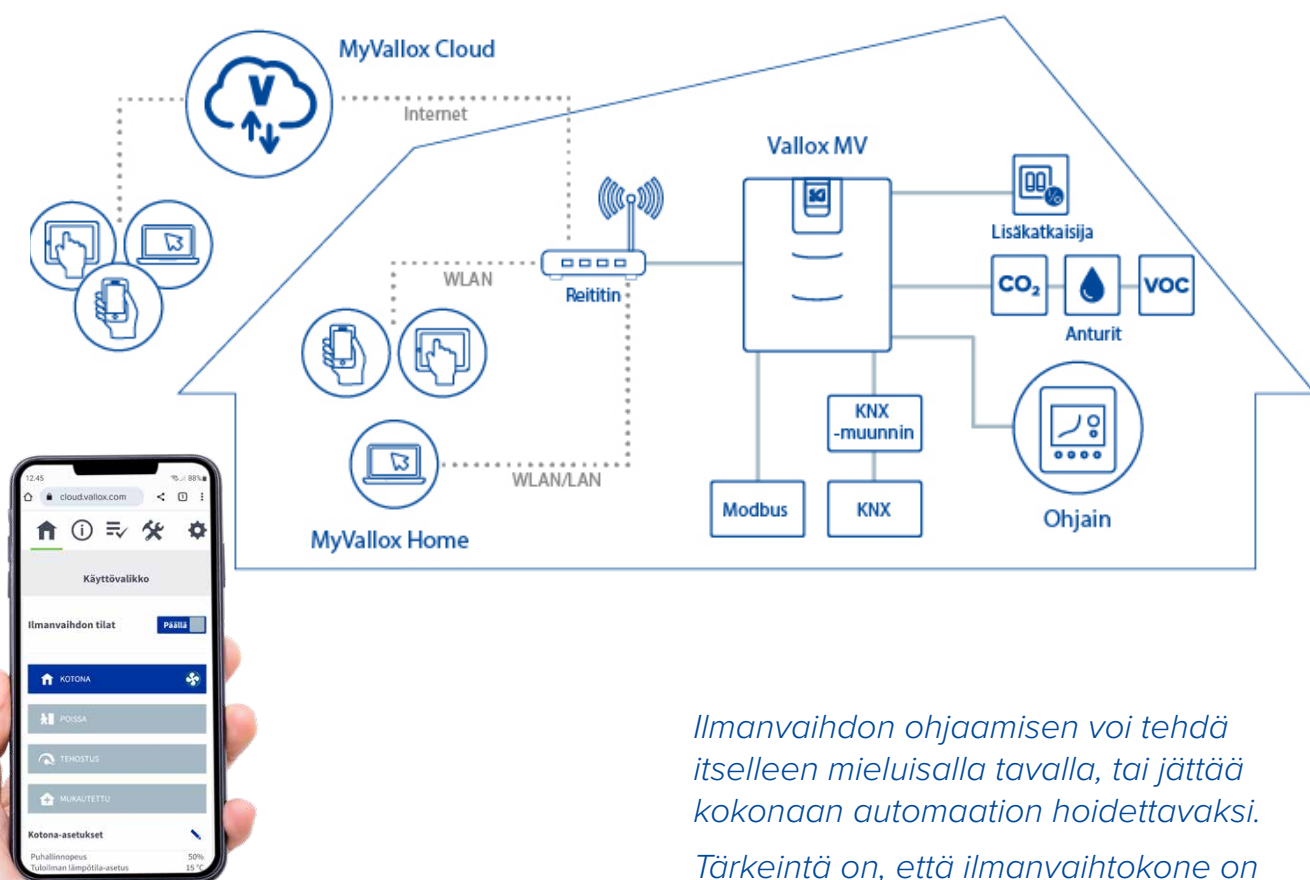 MyVallox Cloud
V
Internet
Vallox MV
Lisäkatkaisija
WLAN
Reititin
CO₂
VOC
Anturit
KNX
-muunnin
WLAN/LAN
Modbus
KNX
Ohjain
MyVallox Home
12.45
88%
cloud.vallox.com
Käyttövalikko
Ilmanvaihdon tilat
Päällä
KOTONA
POISSA
TEHOSTUS
MUKAUTETTU
Kotona-asetukset
Puhallinnopeus 50%
Tuloilman lämpötila-asetus 15 °C
Ilmanvaihdon ohjaamisen voi tehdä
itselleen mieluisalla tavalla, tai jättää
kokonaan automaation hoidettavaksi.
Tärkeintä on, että ilmanvaihtokone on